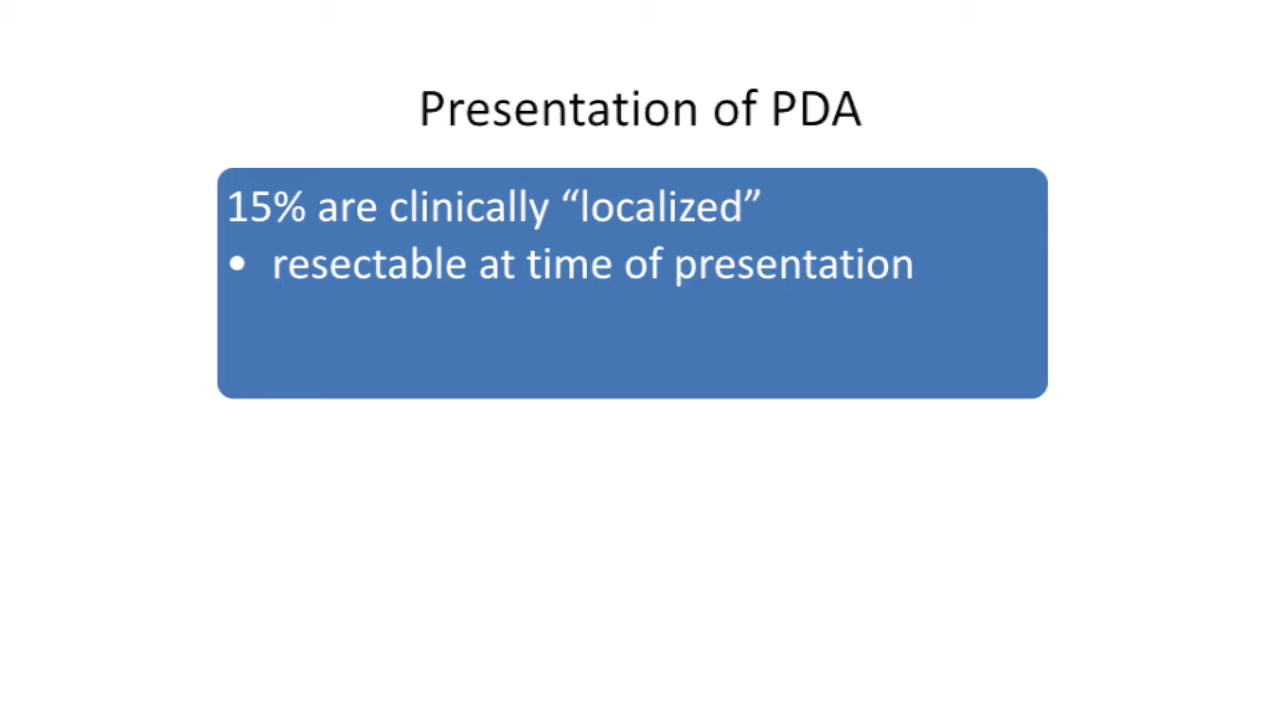 Presentation of PDA
15% are clinically “localized”
• resectable at time of presentation